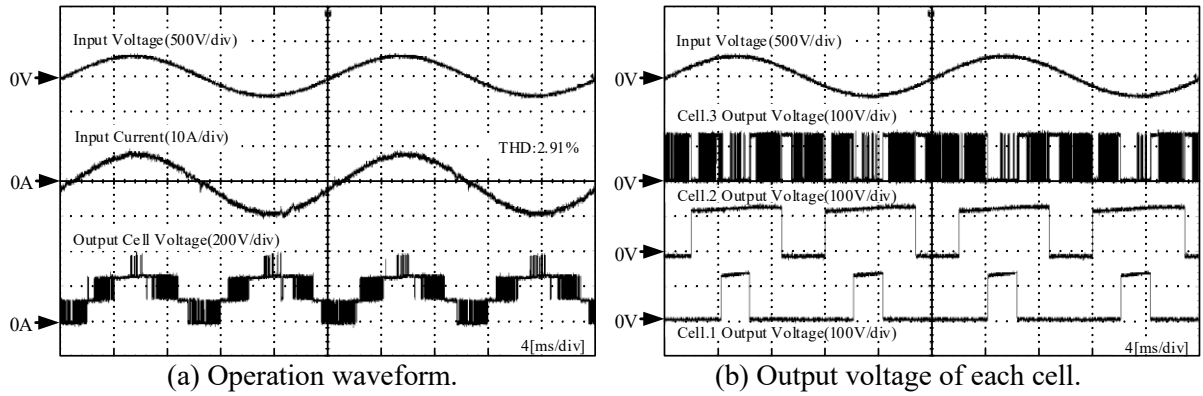 Input Voltage(500V/div)
0V
Input Current(10A/div)
THD:2.91%
0A
Output Cell Voltage(200V/div)
0A
4[ms/div]
(a) Operation waveform.
Input Voltage(500V/div)
0V
Cell.3 Output Voltage(100V/div)
0V
Cell.2 Output Voltage(100V/div)
0V
0V
Cell.1 Output Voltage(100V/div)
4[ms/div]
(b) Output voltage of each cell.